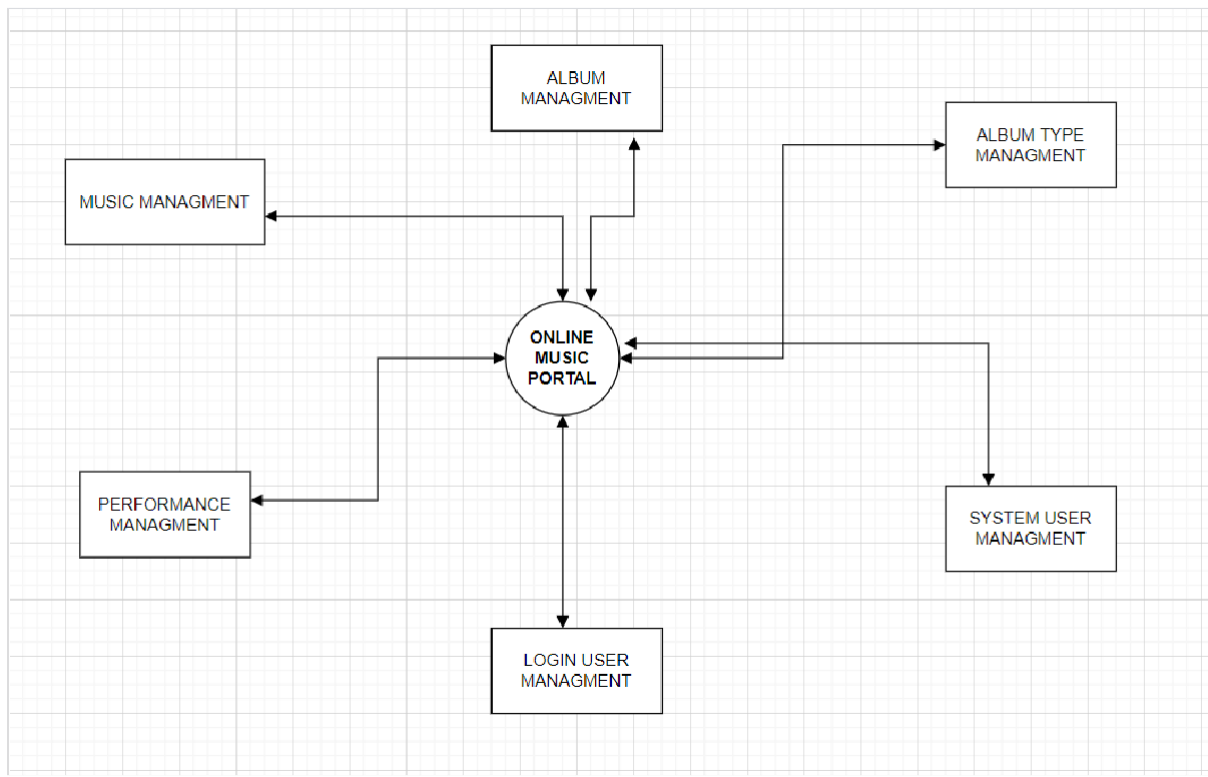 ALBUM
MANAGMENT
ALBUM TYPE
MANAGMENT
MUSIC MANAGMENT
ONLINE
MUSIC
PORTAL
PERFORMANCE
MANAGMENT
SYSTEM USER
MANAGMENT
LOGIN USER
MANAGMENT